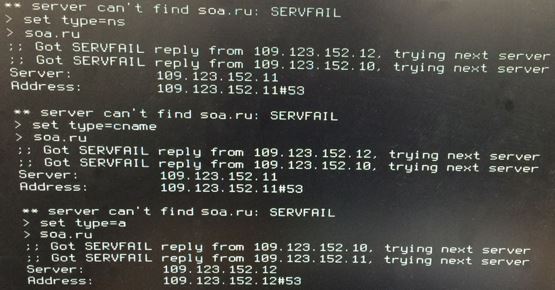 ** server can't find soa.ru: SERVFAIL
> set type=ns
> soa.ru
;; Got SERVFAIL reply from 109.123.152.12, trying next server
;; Got SERVFAIL reply from 109.123.152.10, trying next server
Server: 109.123.152.11
Address: 109.123.152.11#53
** server can't find soa.ru: SERVFAIL
> set type=cname
> soa.ru
;; Got SERVFAIL reply from 109.123.152.12, trying next server
;; Got SERVFAIL reply from 109.123.152.10, trying next server
Server: 109.123.152.11
Address: 109.123.152.11#53
** server can't find soa.ru: SERVFAIL
> set type=a
> soa.ru
;; Got SERVFAIL reply from 109.123.152.10, trying next server
;; Got SERVFAIL reply from 109.123.152.11, trying next server
Server: 109.123.152.12
Address: 109.123.152.12#53